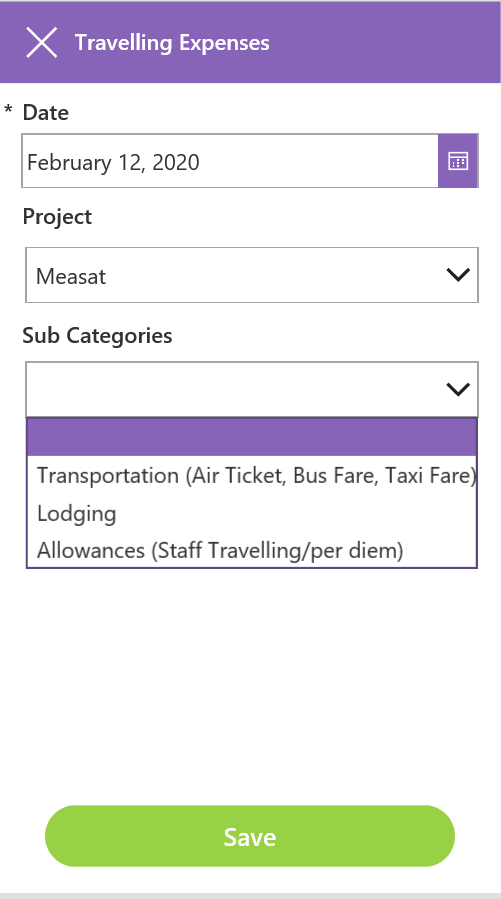 Travelling Expenses
* Date
February 12, 2020
Project
Measat
Sub Categories
Transportation (Air Ticket, Bus Fare, Taxi Fare)
Lodging
Allowances (Staff Travelling/per diem)
Save